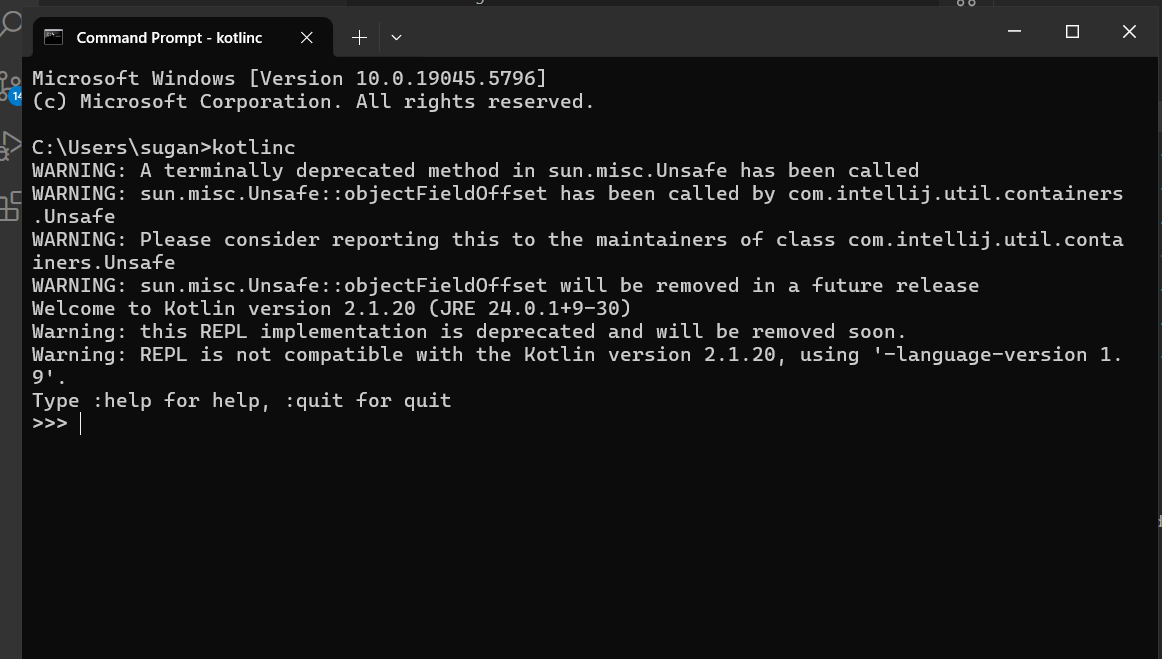 Command Prompt - kotlinc
14
Microsoft Windows [Version 10.0.19045.5796]
(c) Microsoft Corporation. All rights reserved.
C:\Users\sugan>kotlinc
WARNING: A terminally deprecated method in sun.misc.Unsafe has been called
WARNING: sun.misc.Unsafe::objectFieldOffset has been called by com.intellij.util.containers
.Unsafe
WARNING: Please consider reporting this to the maintainers of class com.intellij.util.conta
iners.Unsafe
WARNING: sun.misc.Unsafe::objectFieldOffset will be removed in a future release
Welcome to Kotlin version 2.1.20 (JRE 24.0.1+9-30)
Warning: this REPL implementation is deprecated and will be removed soon.
Warning: REPL is not compatible with the Kotlin version 2.1.20, using '-language-version 1.
9'.
Type :help for help, :quit for quit
>>>